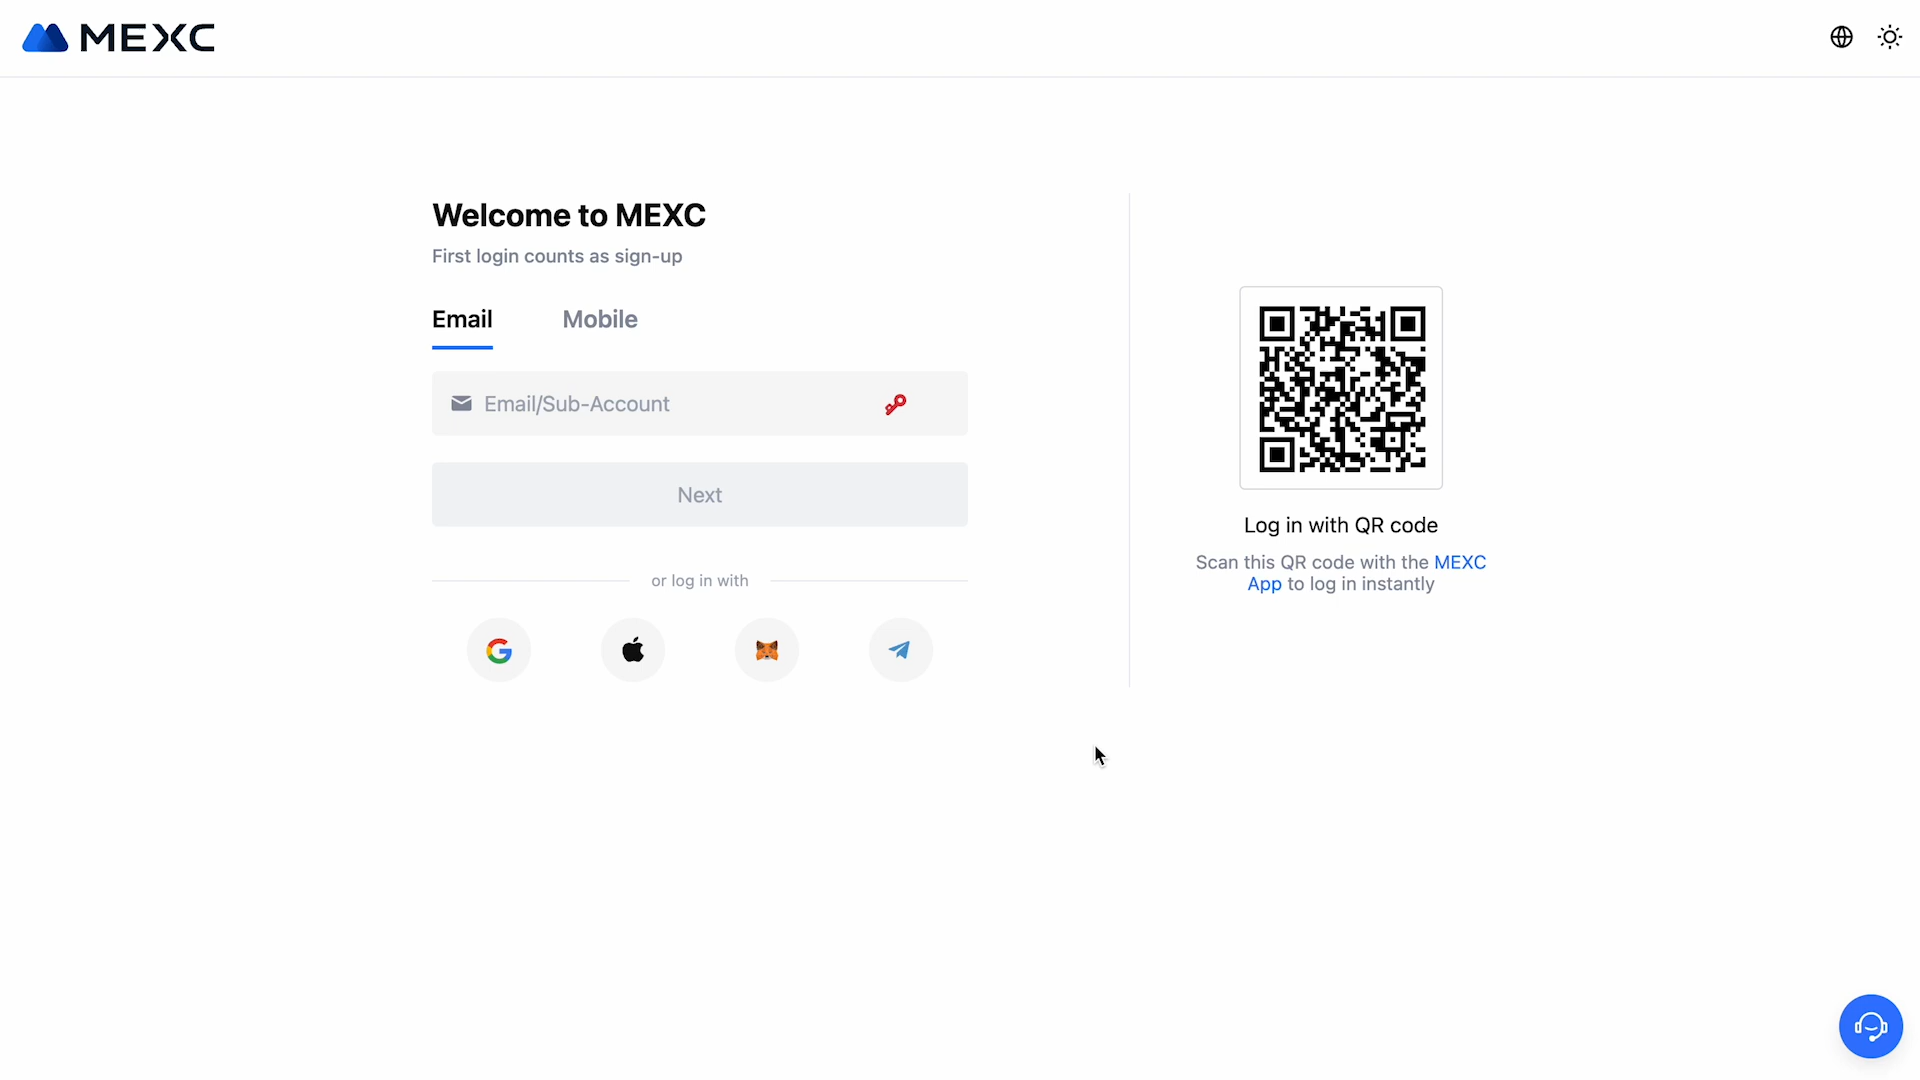 MEXC
Welcome to MEXC
First login counts as sign-up
Email
Mobile
Email/Sub-Account
Next
or log in with
Log in with QR code
Scan this QR code with the MEXC
App to log in instantly